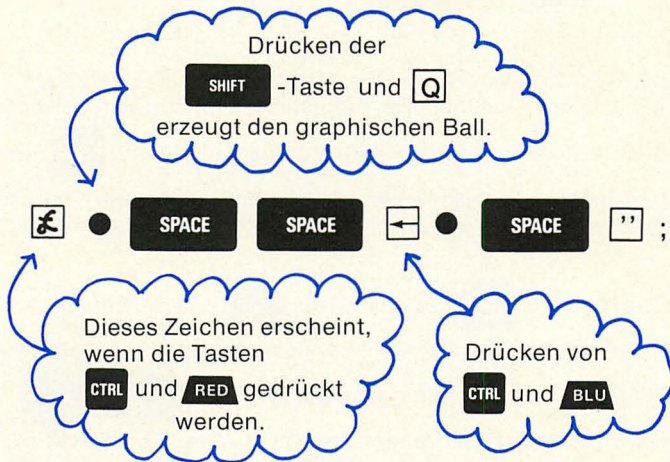 Drücken der
SHIFT -Taste und Q
erzeugt den graphischen Ball.
£ ● SPACE SPACE ← ● SPACE " ;
Dieses Zeichen erscheint,
wenn die Tasten
CTRL und RED gedrückt
werden.
Drücken von
CTRL und BLU